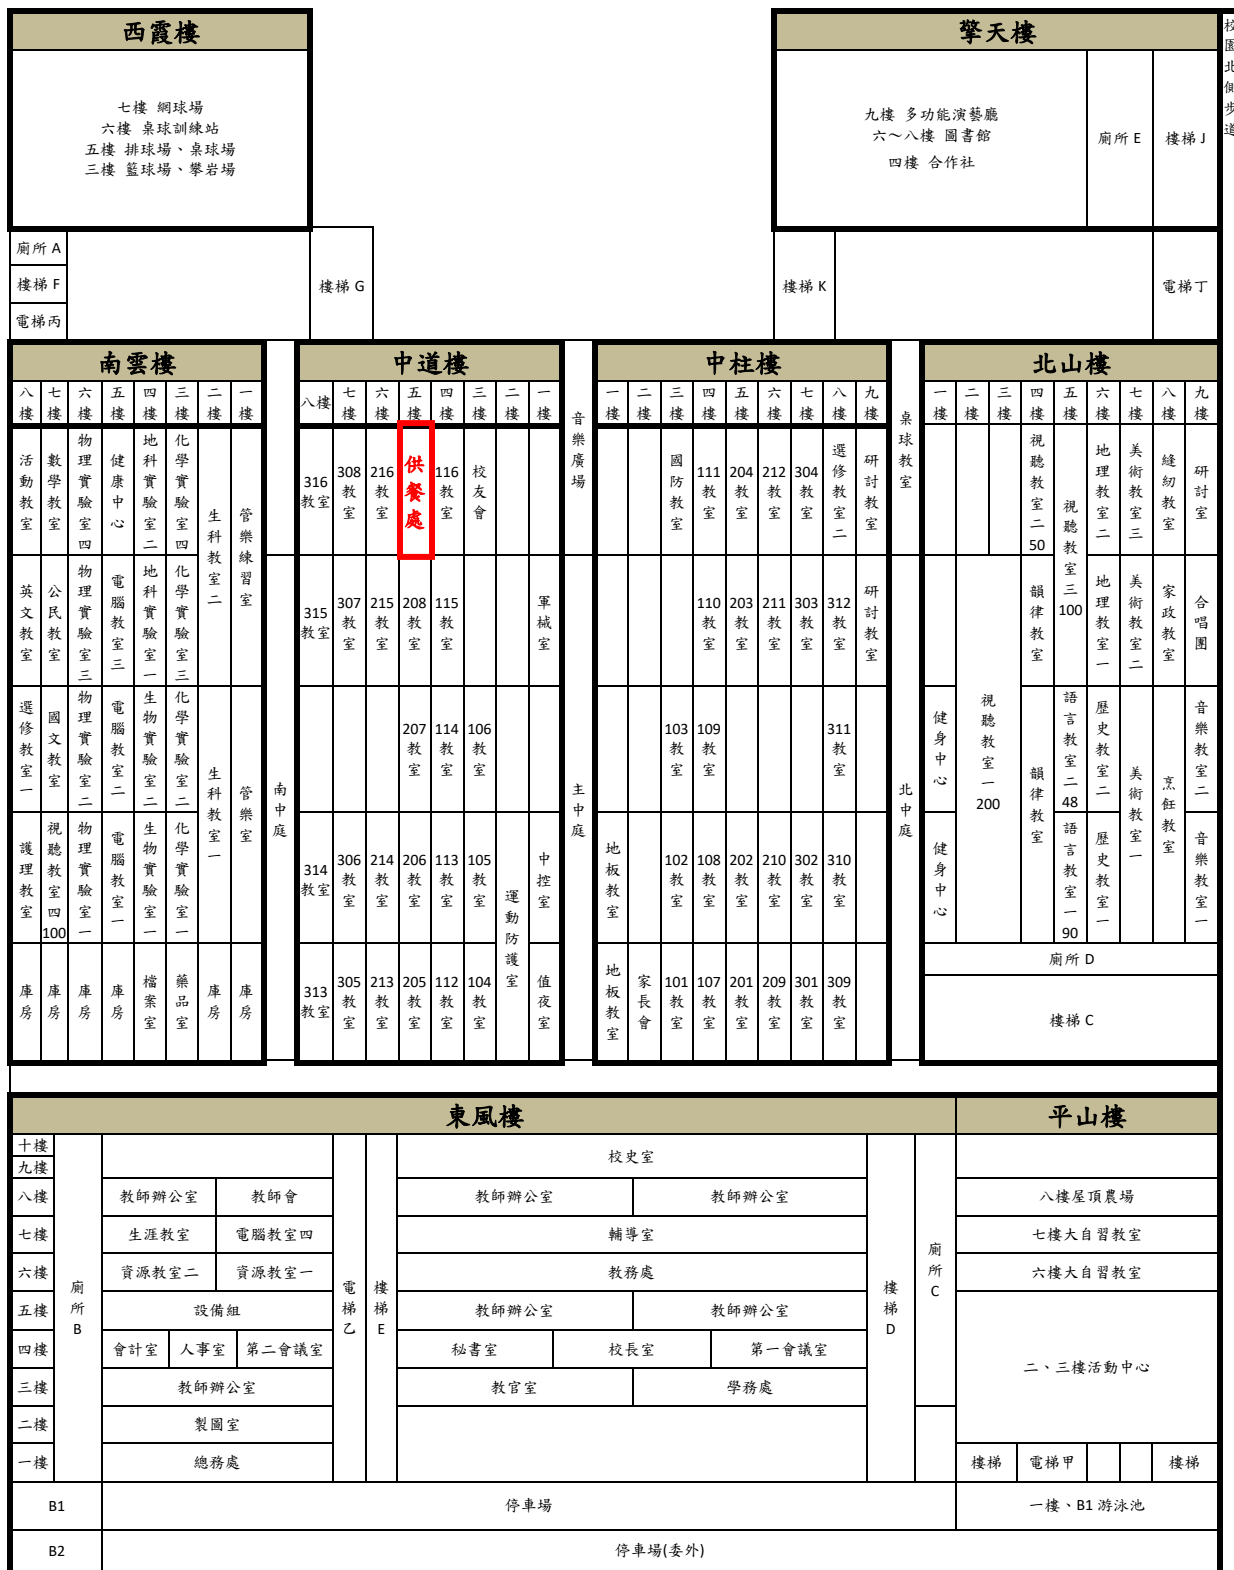 西霞樓
七樓 網球場
六樓 桌球訓練站
五樓 排球場、桌球場
三樓 籃球場、攀岩場
擎天樓
九樓 多功能演藝廳
六～八樓 圖書館
四樓 合作社
廁所 E
樓梯 J
校園北側步道
廁所 A
樓梯 F
電梯丙
樓梯 G
樓梯 K
電梯丁
南雲樓
八樓 七樓 六樓 五樓 四樓 三樓 二樓 一樓
活動教室 數學教室 物理實驗室四 健康中心 地科實驗室二 化學實驗室四 生科教室二 管樂練習室
英文教室 公民教室 物理實驗室三 電腦教室三 地科實驗室一 化學實驗室三
選修教室一 國文教室 物理實驗室二 電腦教室二 生物實驗室二 化學實驗室二 生科教室一 管樂室
護理教室 視聽教室四100 物理實驗室一 電腦教室一 生物實驗室一 化學實驗室一
庫房 庫房 庫房 庫房 檔案室 藥品室 庫房 庫房
南中庭
中道樓
八樓 七樓 六樓 五樓 四樓 三樓 二樓 一樓
316教室 308教室 216教室 供餐處 116教室 校友會
315教室 307教室 215教室 208教室 115教室 軍械室
207教室 114教室 106教室
314教室 306教室 214教室 206教室 113教室 105教室 運動防護室 中控室
313教室 305教室 213教室 205教室 112教室 104教室 值夜室
音樂廣場
主中庭
中柱樓
一樓 二樓 三樓 四樓 五樓 六樓 七樓 八樓 九樓
國防教室 111教室 204教室 212教室 304教室 選修教室二 研討教室
110教室 203教室 211教室 303教室 312教室 研討教室
103教室 109教室 311教室
地板教室 102教室 108教室 202教室 210教室 302教室 310教室
地板教室 家長會 101教室 107教室 201教室 209教室 301教室 309教室
桌球教室
北中庭
北山樓
一樓 二樓 三樓 四樓 五樓 六樓 七樓 八樓 九樓
視聽教室二50 視聽教室三100 地理教室二 美術教室三 縫紉教室 研討室
韻律教室 地理教室一 美術教室二 家政教室 合唱團
健身中心 視聽教室一200 韻律教室 語言教室二48 歷史教室二 美術教室一 烹飪教室 音樂教室二
健身中心 語言教室一90 歷史教室一 音樂教室一
廁所 D
樓梯 C
東風樓
平山樓
十樓
九樓
校史室
八樓 教師辦公室 教師會 教師辦公室 教師辦公室 八樓屋頂農場
七樓 生涯教室 電腦教室四 輔導室 七樓大自習教室
六樓 資源教室二 資源教室一 教務處 六樓大自習教室
廁所B
電梯乙
樓梯E
樓梯D
廁所C
五樓 設備組 教師辦公室 教師辦公室
四樓 會計室 人事室 第二會議室 秘書室 校長室 第一會議室
二、三樓活動中心
三樓 教師辦公室 教官室 學務處
二樓 製圖室
一樓 總務處 樓梯 電梯甲 樓梯
B1 停車場 一樓、B1 游泳池
B2 停車場(委外)